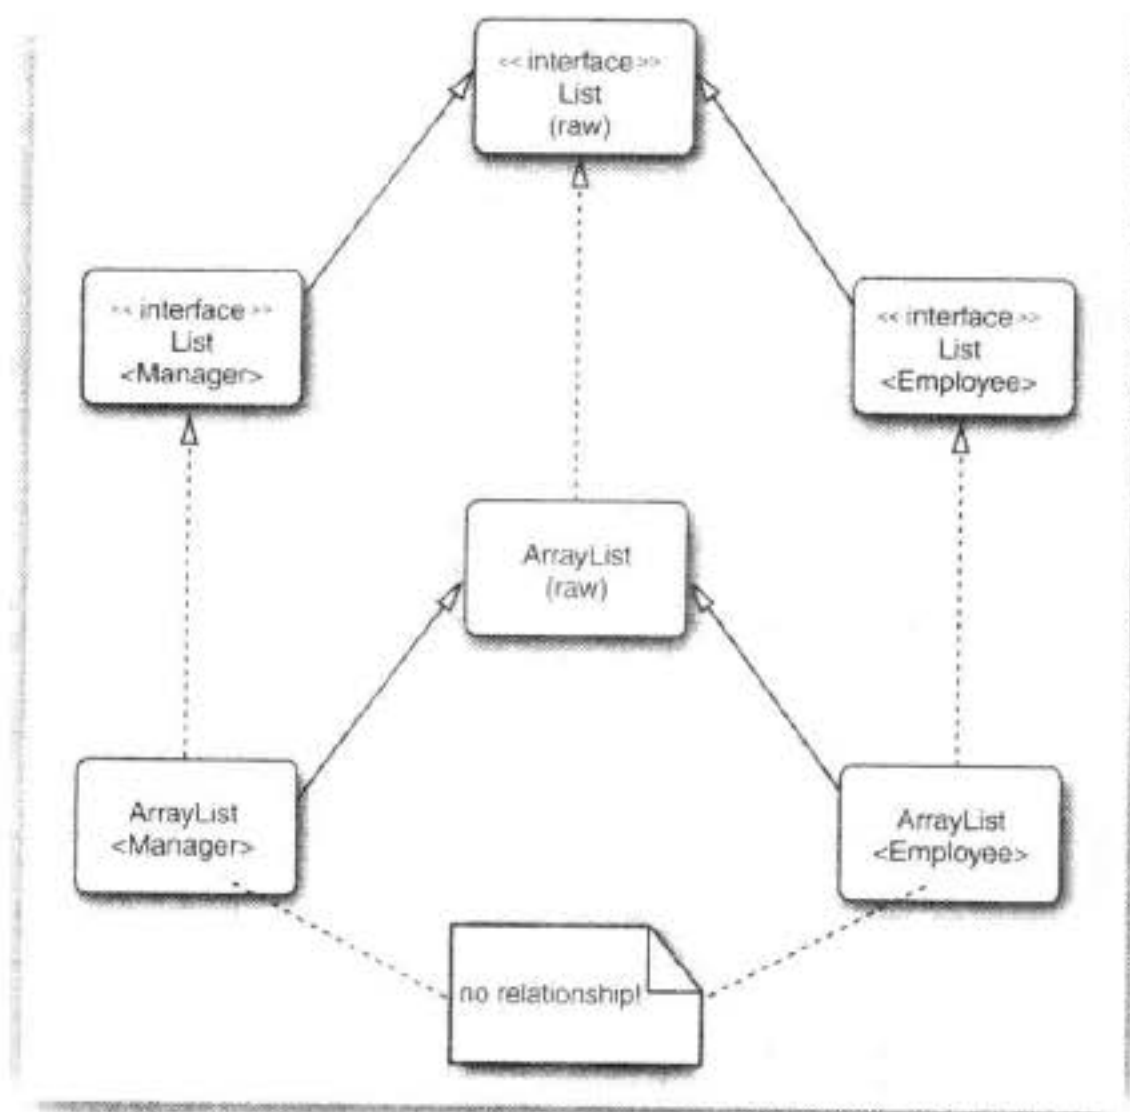 << interface >>
List
(raw)
<< interface >>
List
<Manager>
<< interface >>
List
<Employee>
ArrayList
(raw)
ArrayList
<Manager>
ArrayList
<Employee>
no relationship!